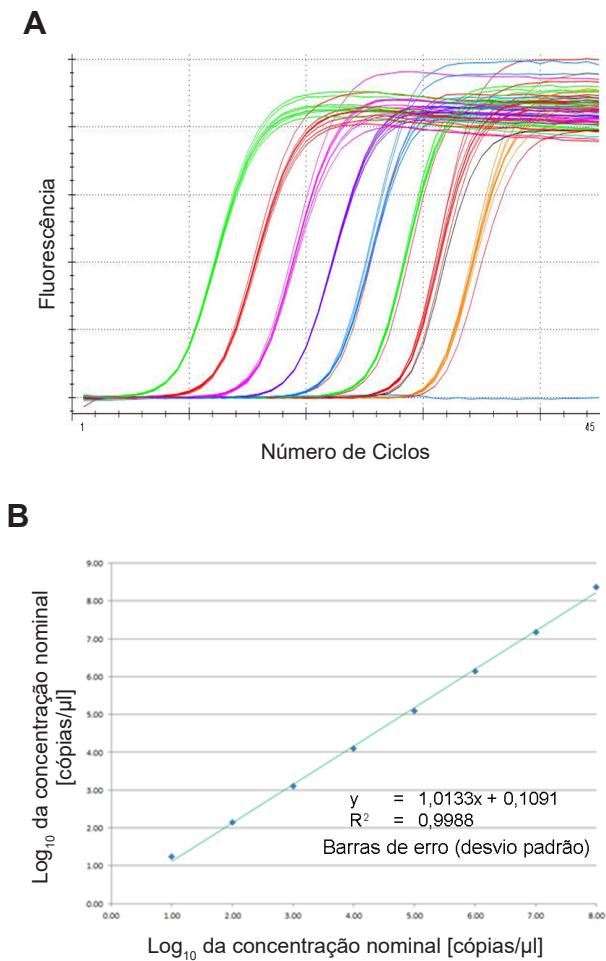 A
Fluorescência
1
45
Número de Ciclos
B
Log10 da concentração nominal
[cópias/µl]
9.00
8.00
7.00
6.00
5.00
4.00
3.00
2.00
1.00
0.00
y = 1,0133x + 0,1091
R² = 0,9988
Barras de erro (desvio padrão)
0.00 1.00 2.00 3.00 4.00 5.00 6.00 7.00 8.00
Log10 da concentração nominal [cópias/µl]